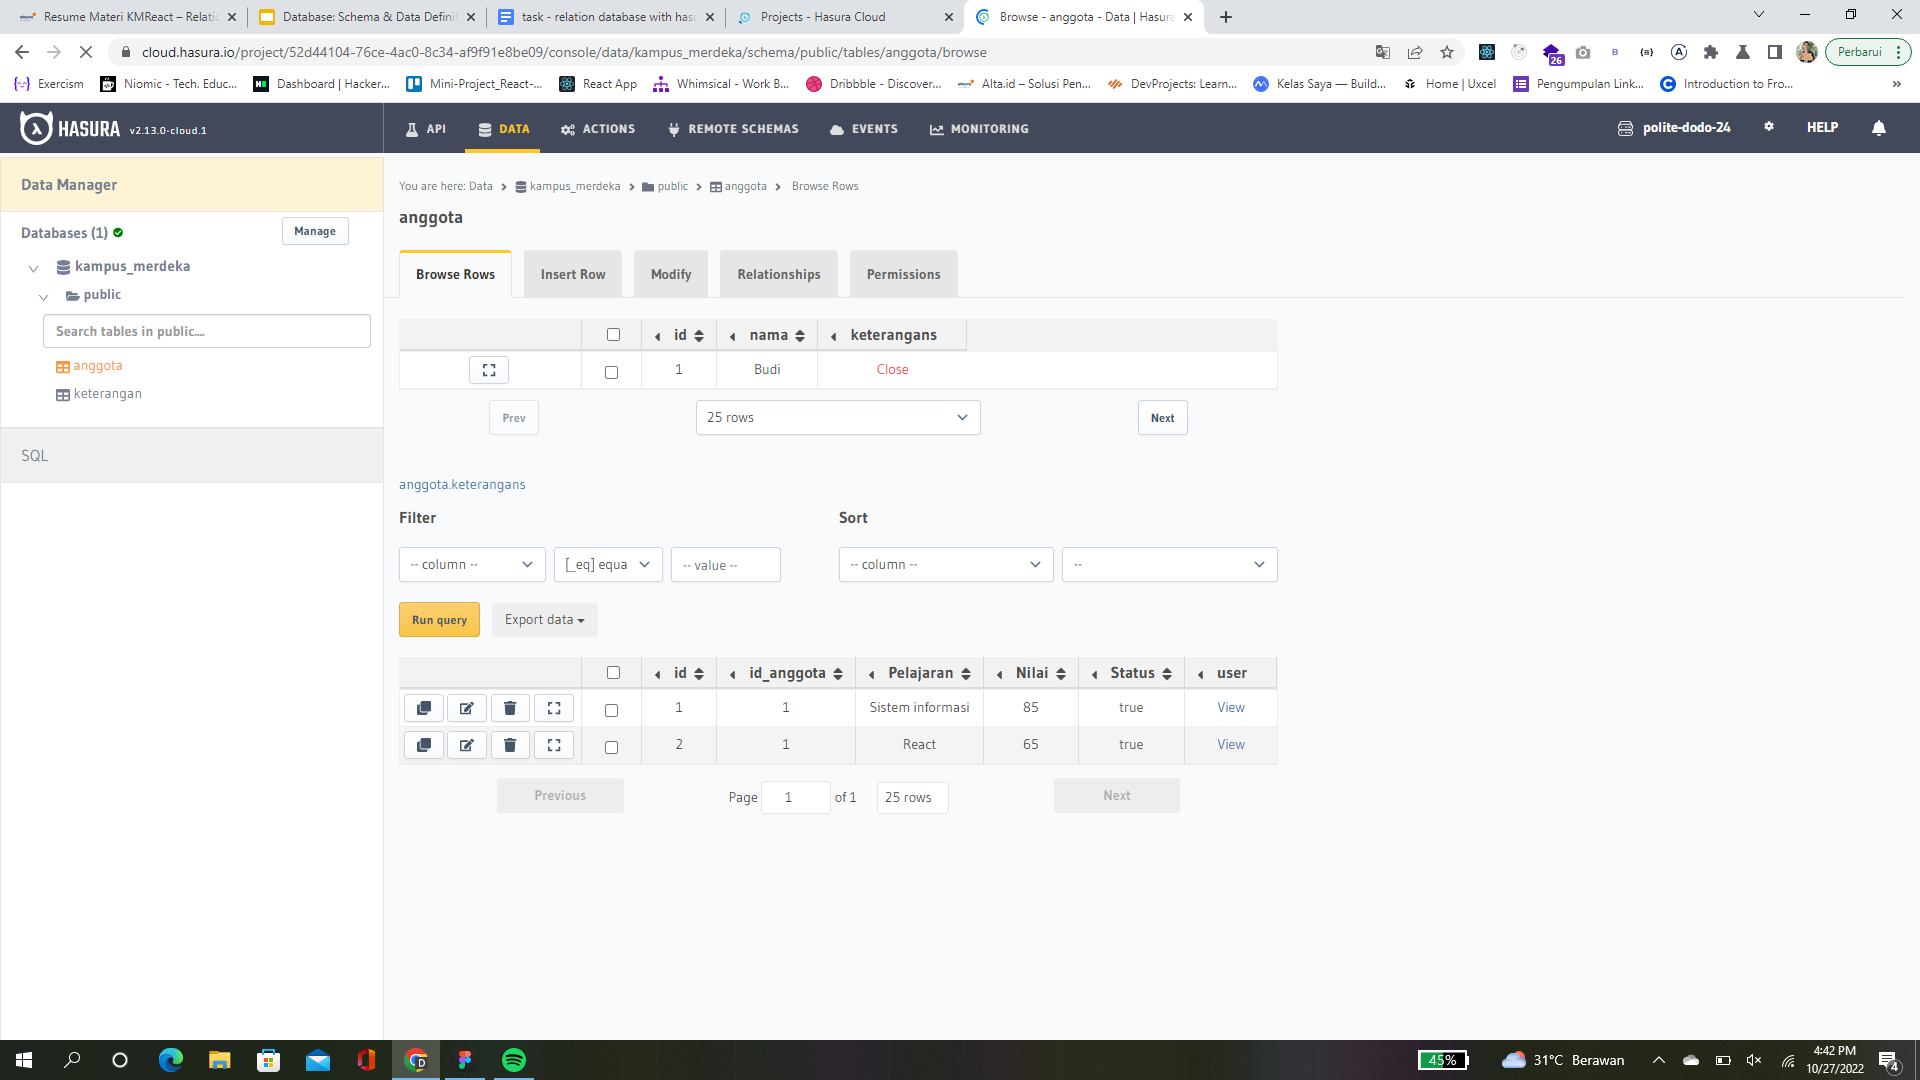 Resume Materi KMReact – Relatio
Database: Schema & Data Definit
task - relation database with hasu
Projects - Hasura Cloud
Browse - anggota - Data | Hasura
cloud.hasura.io/project/52d44104-76ce-4ac0-8c34-af9f91e8be09/console/data/kampus_merdeka/schema/public/tables/anggota/browse
26
Perbarui
Exercism
Niomic - Tech. Educ...
Dashboard | Hacker...
Mini-Project_React-...
React App
Whimsical - Work B...
Dribbble - Discover...
Alta.id – Solusi Pen...
DevProjects: Learn...
Kelas Saya — Build...
Home | Uxcel
Pengumpulan Link...
Introduction to Fro...
»
HASURA v2.13.0-cloud.1
API
DATA
ACTIONS
REMOTE SCHEMAS
EVENTS
MONITORING
polite-dodo-24
HELP
Data Manager
Databases (1)
Manage
kampus_merdeka
public
Search tables in public....
anggota
keterangan
SQL
You are here: Data > kampus_merdeka > public > anggota > Browse Rows
anggota
Browse Rows
Insert Row
Modify
Relationships
Permissions
id nama keterangans
1 Budi Close
Prev
25 rows
Next
anggota.keterangans
Filter
Sort
-- column --
[_eq] equa
-- value --
-- column --
--
Run query
Export data
id id_anggota Pelajaran Nilai Status user
1 1 Sistem informasi 85 true View
2 1 React 65 true View
Previous
Page 1 of 1
25 rows
Next
45%
31°C Berawan
4:42 PM
10/27/2022
4